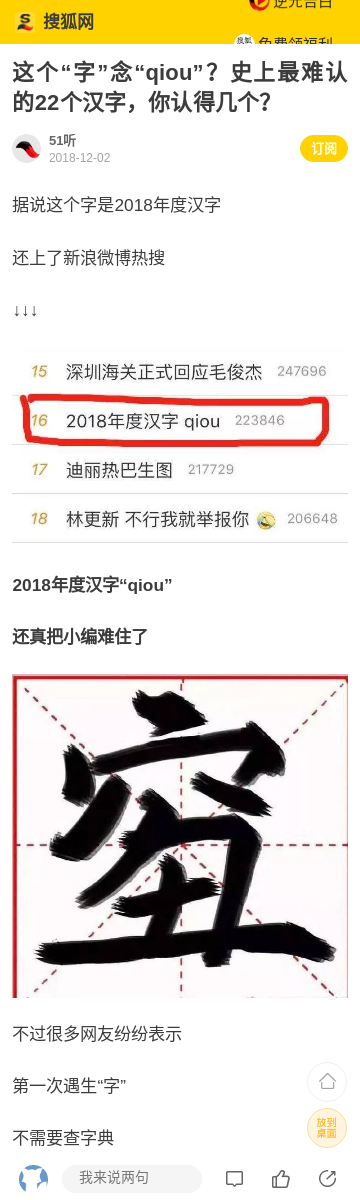 搜狐网
逆光告白
免费领福利
这个“字”念“qiou”？史上最难认
的22个汉字，你认得几个？
51听
2018-12-02
订阅
据说这个字是2018年度汉字
还上了新浪微博热搜
↓↓↓
15 深圳海关正式回应毛俊杰 247696
16 2018年度汉字 qiou 223846
17 迪丽热巴生图 217729
18 林更新 不行我就举报你 206648
2018年度汉字“qiou”
还真把小编难住了
不过很多网友纷纷表示
第一次遇生“字”
不需要查字典
放到
桌面
我来说两句